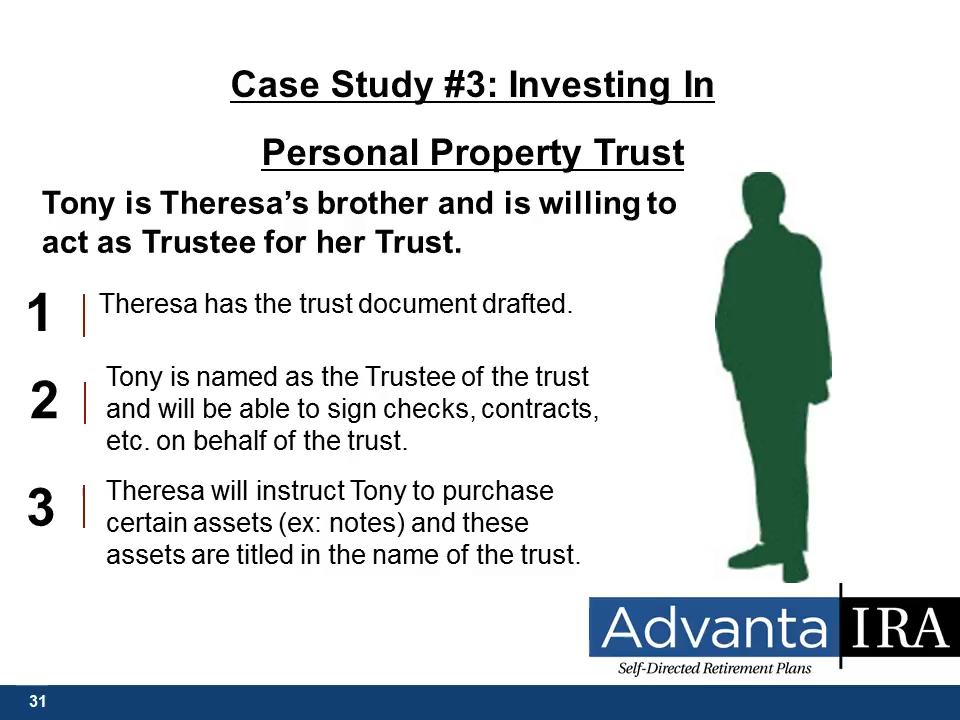 Case Study #3: Investing In
Personal Property Trust
Tony is Theresa’s brother and is willing to
act as Trustee for her Trust.
1
Theresa has the trust document drafted.
2
Tony is named as the Trustee of the trust
and will be able to sign checks, contracts,
etc. on behalf of the trust.
3
Theresa will instruct Tony to purchase
certain assets (ex: notes) and these
assets are titled in the name of the trust.
Advanta IRA
Self-Directed Retirement Plans
31